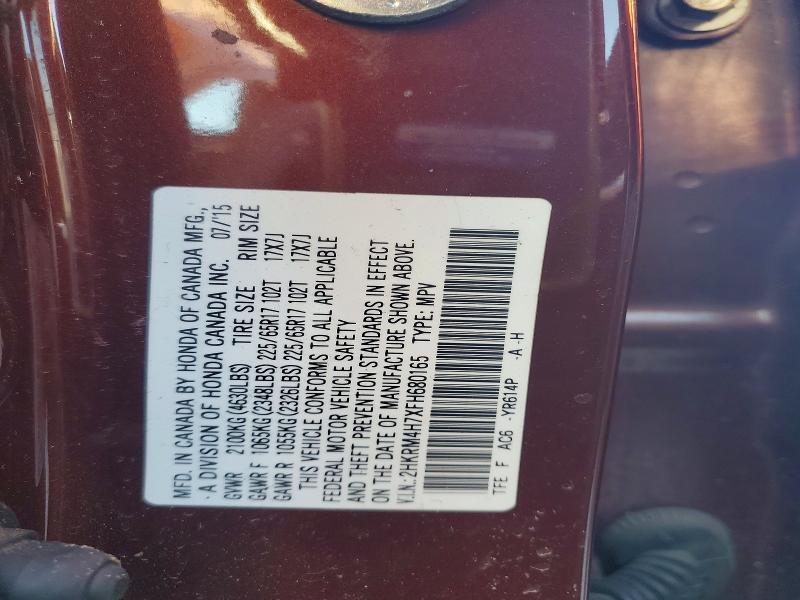 MFD. IN CANADA BY HONDA OF CANADA MFG.,
· A DIVISION OF HONDA CANADA INC. 07/'15
GVWR 2100KG (4630LBS) TIRE SIZE RIM SIZE
GAWR F 1065KG (2348LBS) 225/65R17 102T 17X7J
GAWR R 1055KG (2326LBS) 225/65R17 102T 17X7J
THIS VEHICLE CONFORMS TO ALL APPLICABLE
FEDERAL MOTOR VEHICLE SAFETY
AND THEFT PREVENTION STANDARDS IN EFFECT
ON THE DATE OF MANUFACTURE SHOWN ABOVE.
V.I.N.: 2HKRM4H7XFH680165 TYPE: MPV
TFE F AC6 -YR614P -A -H